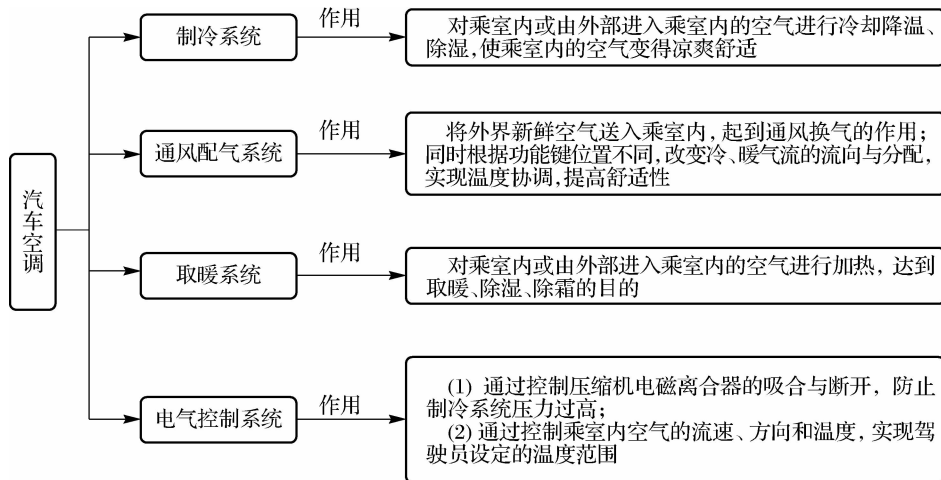 汽车空调
制冷系统
作用
对乘室内或由外部进入乘室内的空气进行冷却降温、
除湿,使乘室内的空气变得凉爽舒适
通风配气系统
作用
将外界新鲜空气送入乘室内,起到通风换气的作用;
同时根据功能键位置不同,改变冷、暖气流的流向与分配,
实现温度协调,提高舒适性
取暖系统
作用
对乘室内或由外部进入乘室内的空气进行加热,达到
取暖、除湿、除霜的目的
电气控制系统
作用
(1) 通过控制压缩机电磁离合器的吸合与断开,防止
制冷系统压力过高;
(2) 通过控制乘室内空气的流速、方向和温度,实现驾
驶员设定的温度范围